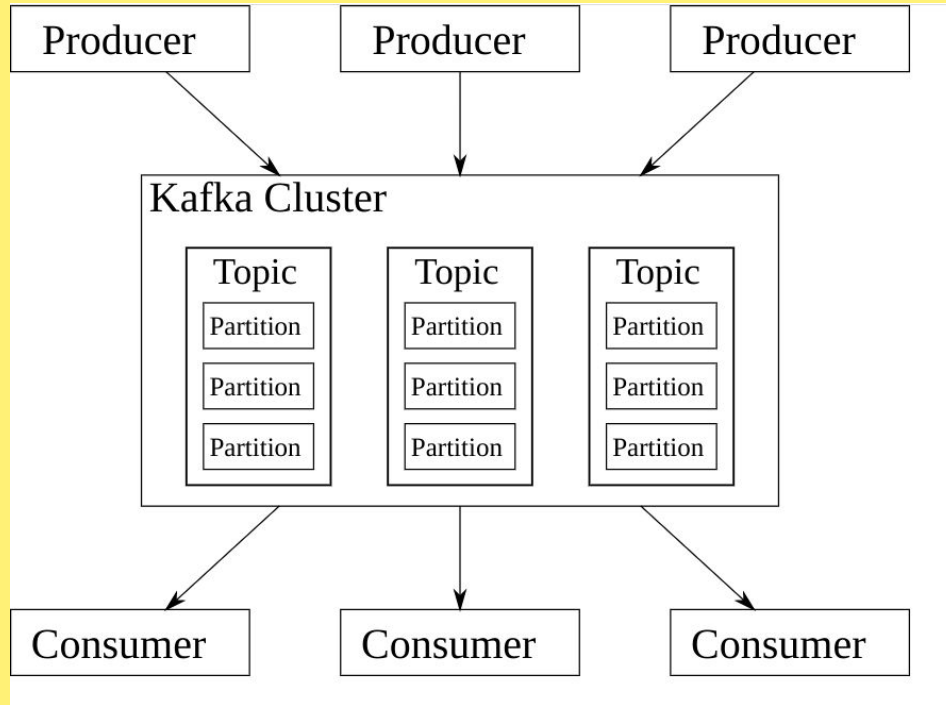 Producer
Producer
Producer
Kafka Cluster
Topic
Topic
Topic
Partition
Partition
Partition
Partition
Partition
Partition
Partition
Partition
Partition
Consumer
Consumer
Consumer